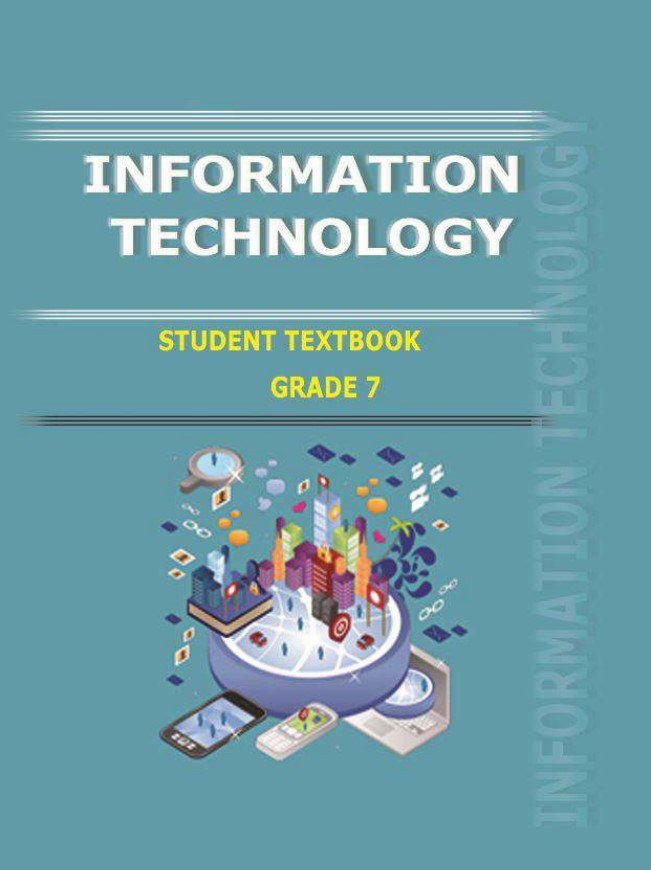 INFORMATION
TECHNOLOGY
STUDENT TEXTBOOK
GRADE 7
INFORMATION TECHNOLOGY